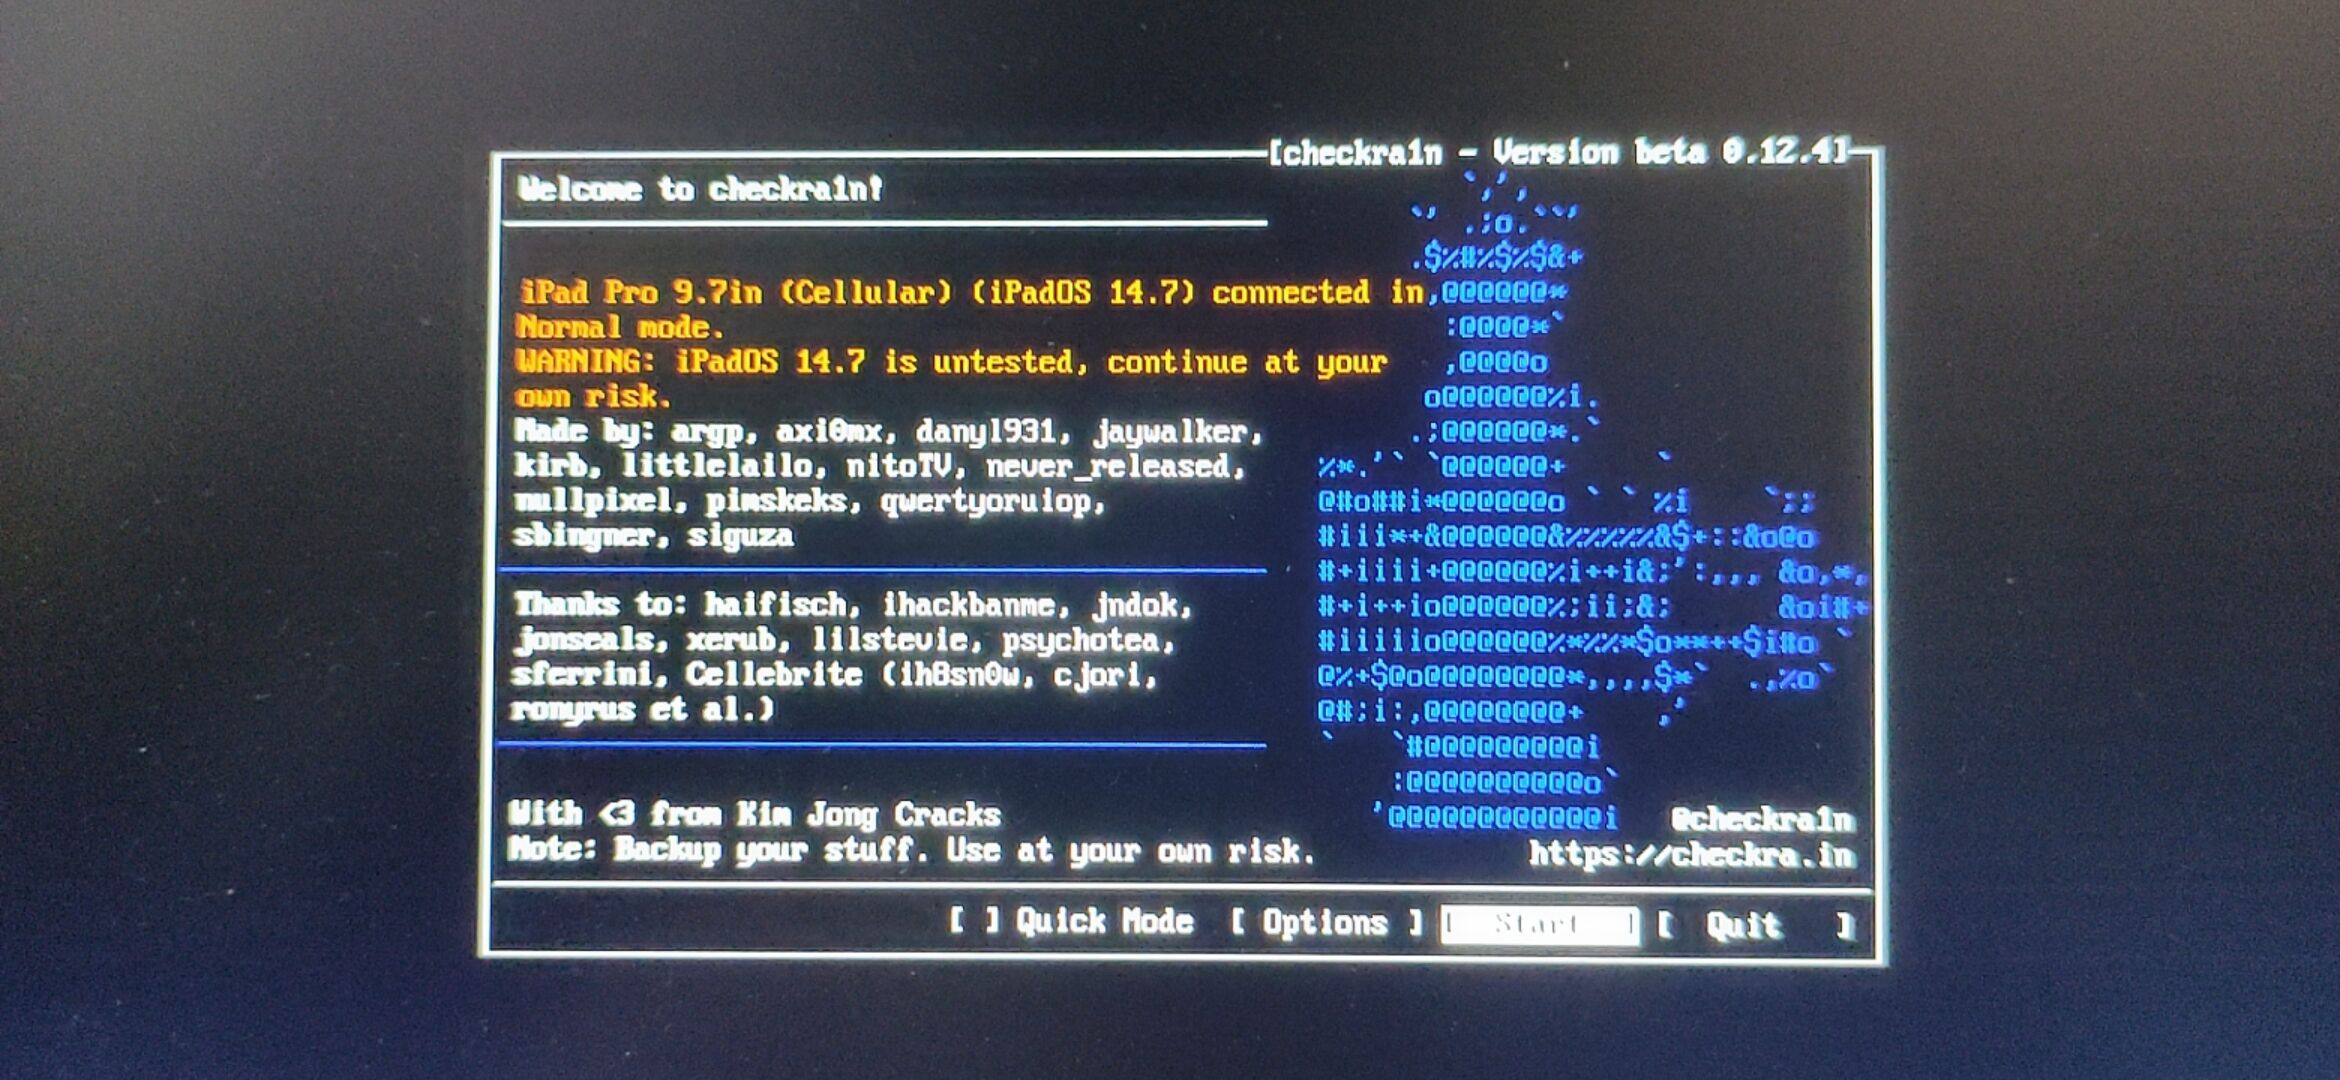 [checkra1n - Version beta 0.12.4]
Welcome to checkra1n!
iPad Pro 9.7in (Cellular) (iPadOS 14.7) connected in
Normal mode.
WARNING: iPadOS 14.7 is untested, continue at your
own risk.
Made by: argp, axi0mx, danyl931, jaywalker,
kirb, littlelailo, nitoTV, never_released,
nullpixel, pimskeks, qwertyoruiop,
sbingner, siguza
Thanks to: haifisch, ihackbanme, jndok,
jonseals, xerub, lilstevie, psychotea,
sferrini, Cellebrite (ih8sn0w, cjori,
ronyrus et al.)
With <3 from Kim Jong Cracks
Note: Backup your stuff. Use at your own risk.
@checkra1n
https://checkra.in
[ ] Quick Mode [ Options ] [ Start ] [ Quit ]